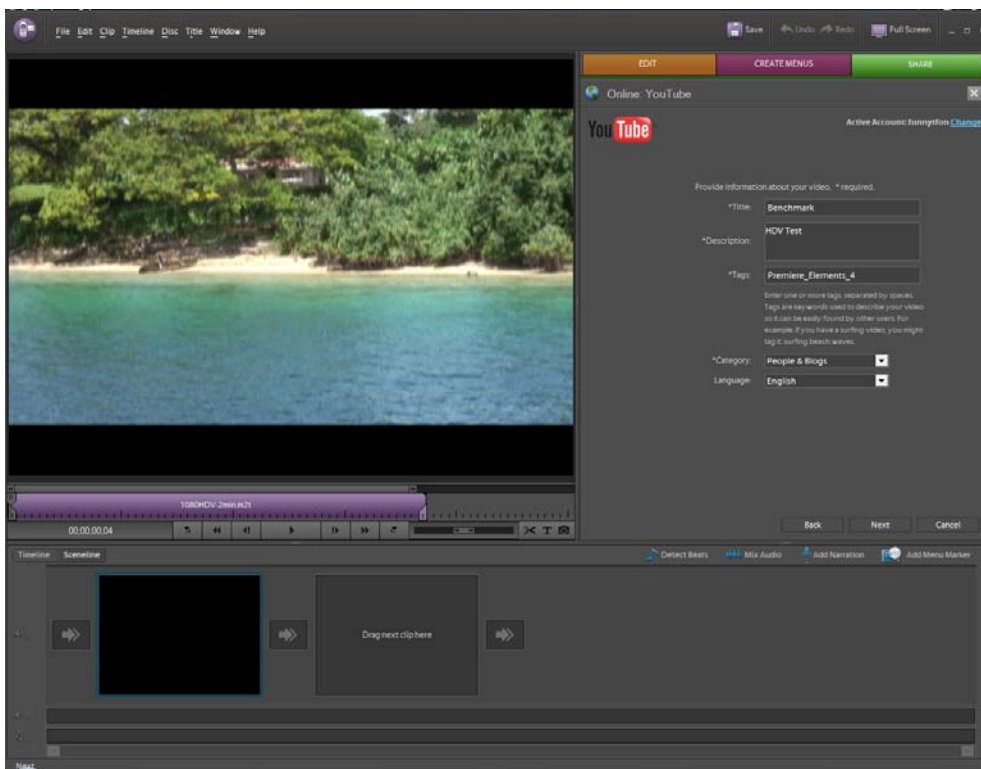 File Edit Clip Timeline Disc Title Window Help
Save Undo Redo Full Screen
EDIT CREATE MENUS SHARE
Online: YouTube
You Tube
Active Account: funnytfon Change
Provide information about your video. * required.
*Title: Benchmark
*Description: HDV Test
*Tags: Premiere_Elements_4
Enter one or more tags, separated by spaces.
Tags are keywords used to describe your video
so it can be easily found by other users. For
example, if you have a surfing video, you might
tag it: surfing beach waves.
*Category: People & Blogs
Language: English
1080HDV-2min.m2t
00;00;00;04
T
Back Next Cancel
Timeline Sceneline
Detect Beats Mix Audio Add Narration Add Menu Marker
Drag next clip here
Next